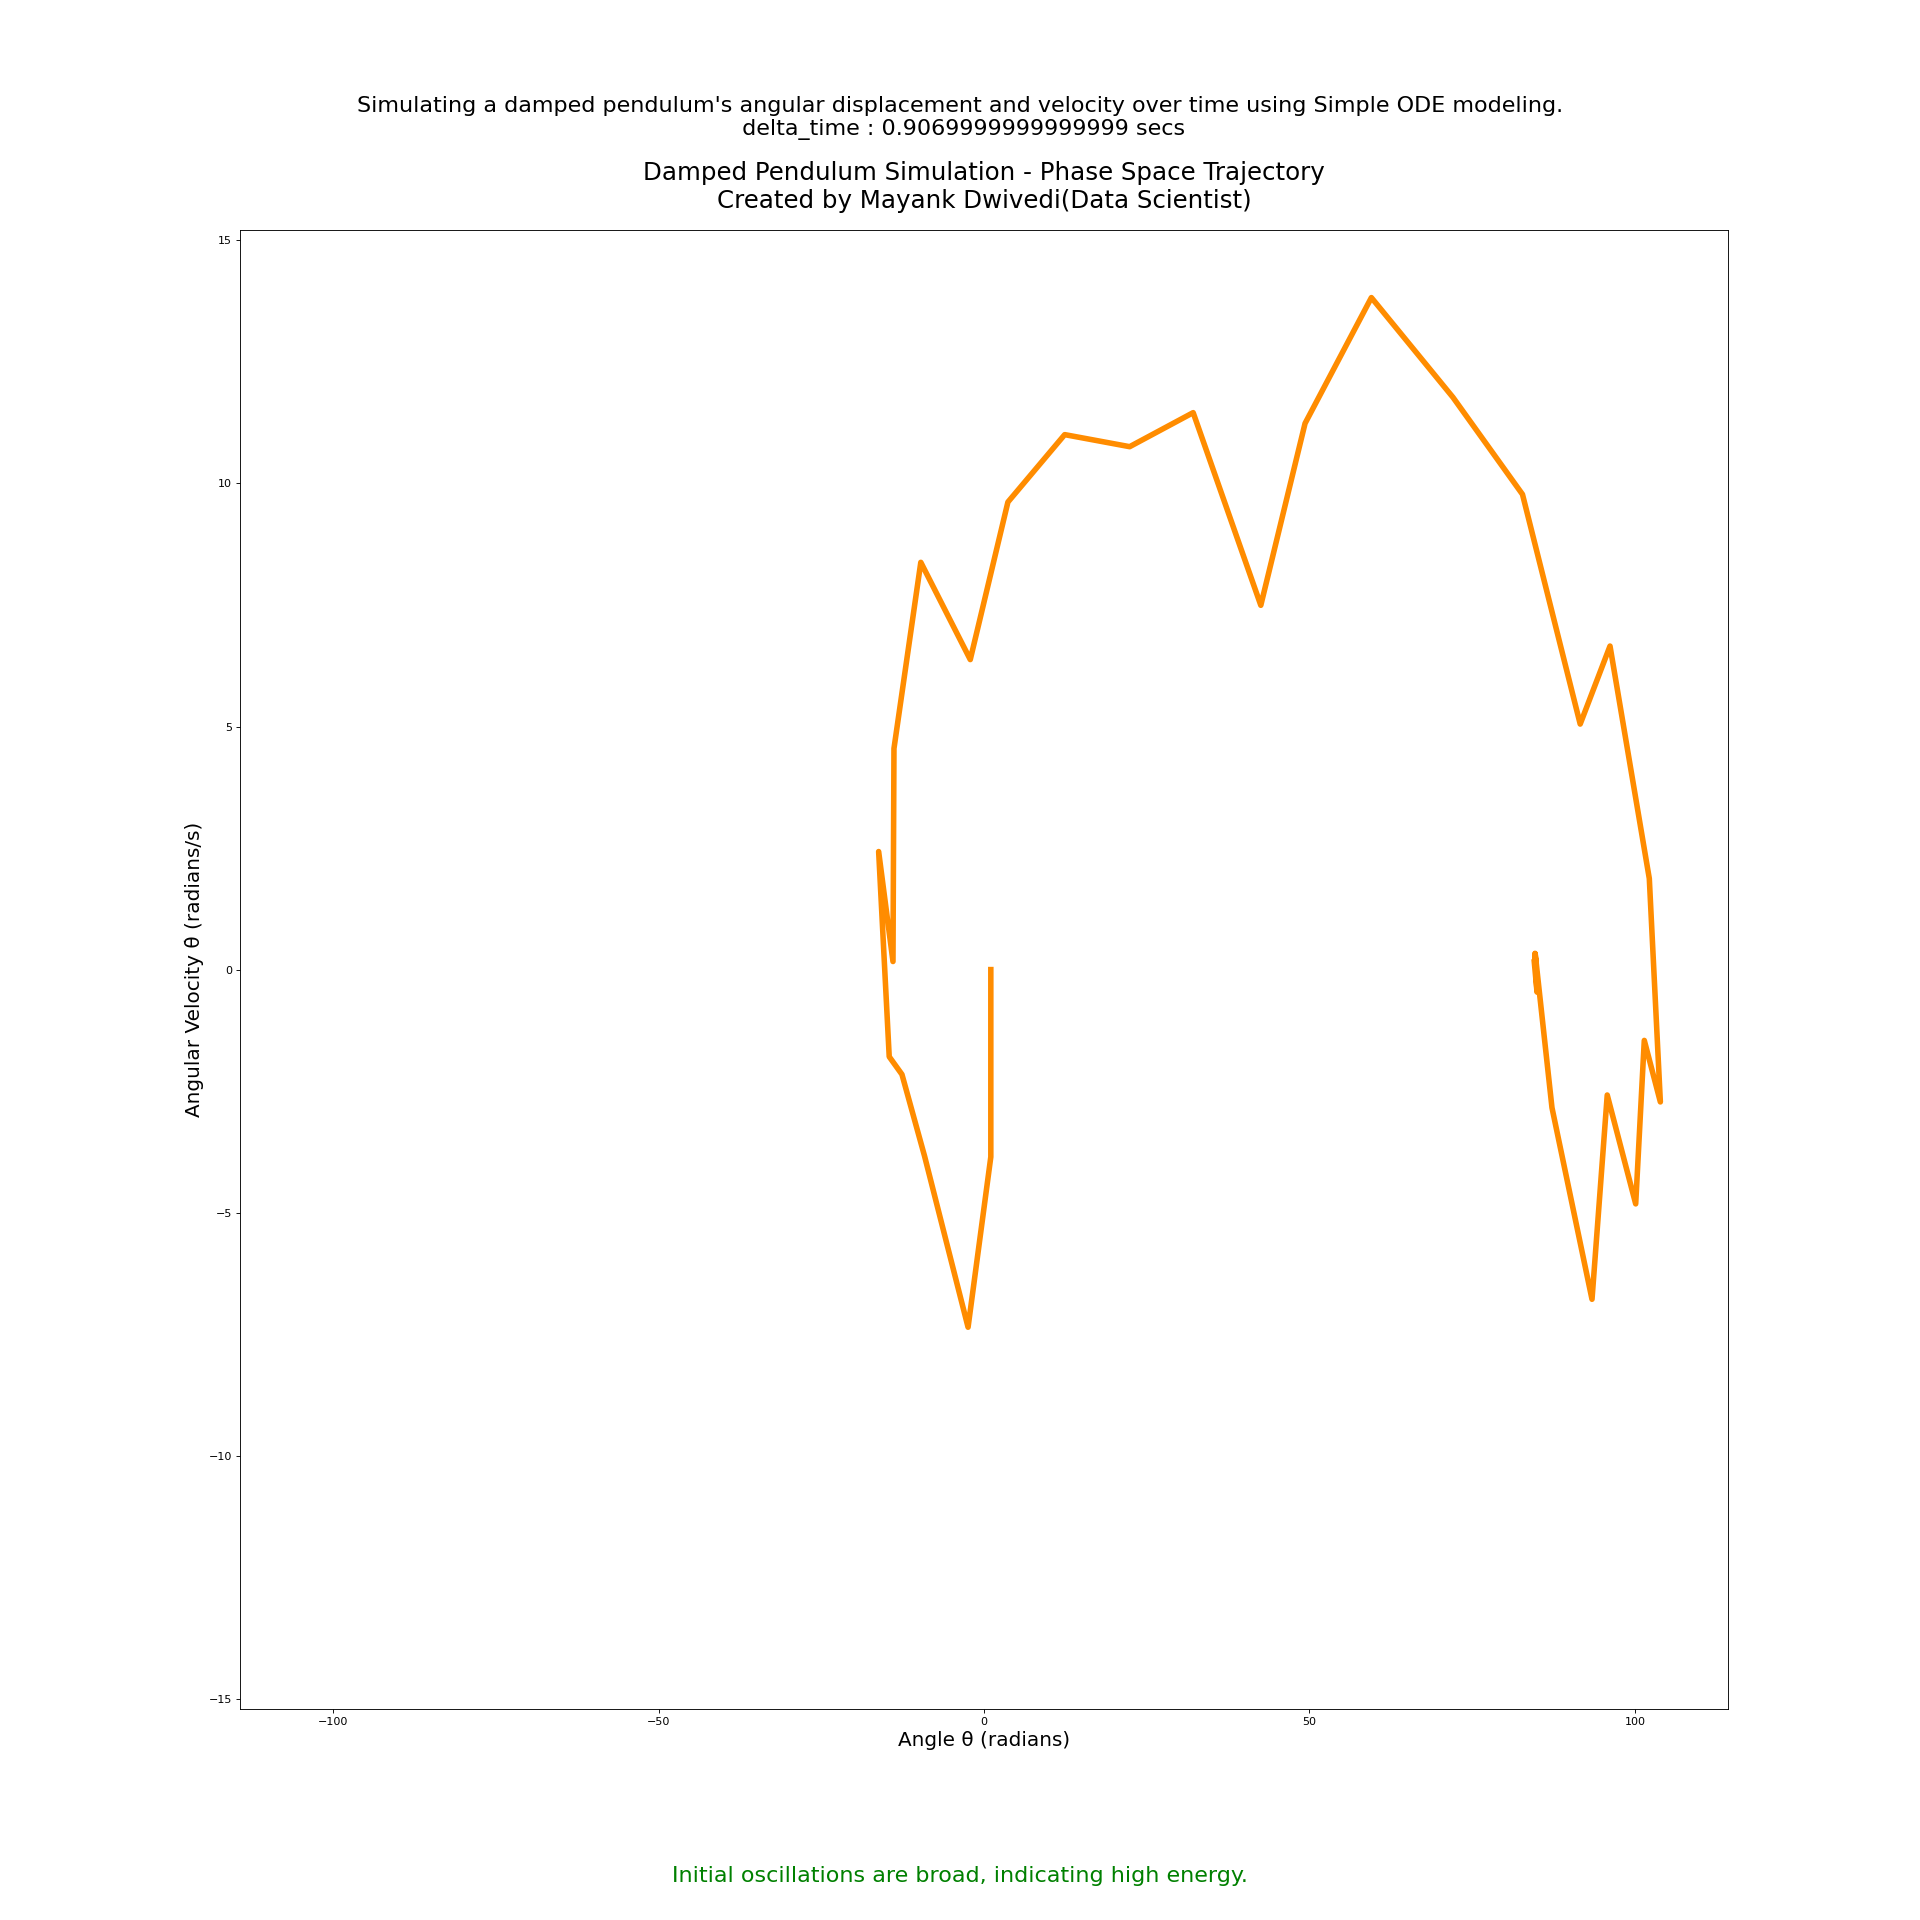 Simulating a damped pendulum's angular displacement and velocity over time using Simple ODE modeling.
delta_time : 0.9069999999999999 secs
Damped Pendulum Simulation - Phase Space Trajectory
Created by Mayank Dwivedi(Data Scientist)
15
10
5
0
−5
−10
−15
Angular Velocity θ (radians/s)
−100
−50
0
50
100
Angle θ (radians)
Initial oscillations are broad, indicating high energy.